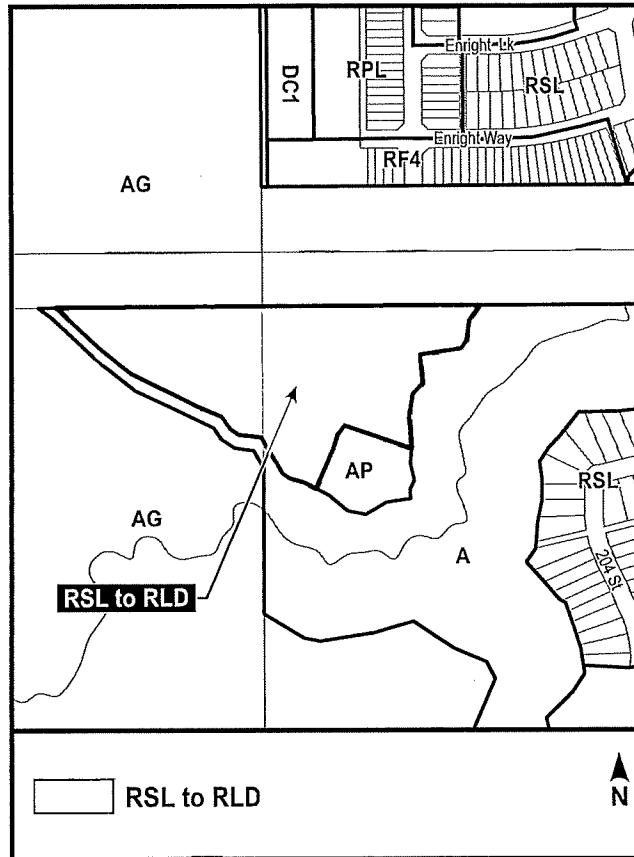 Enright Lk
DC1
RPL
RSL
Enright Way
RF4
AG
AP
RSL
AG
A
204 St
RSL to RLD
RSL to RLD
N